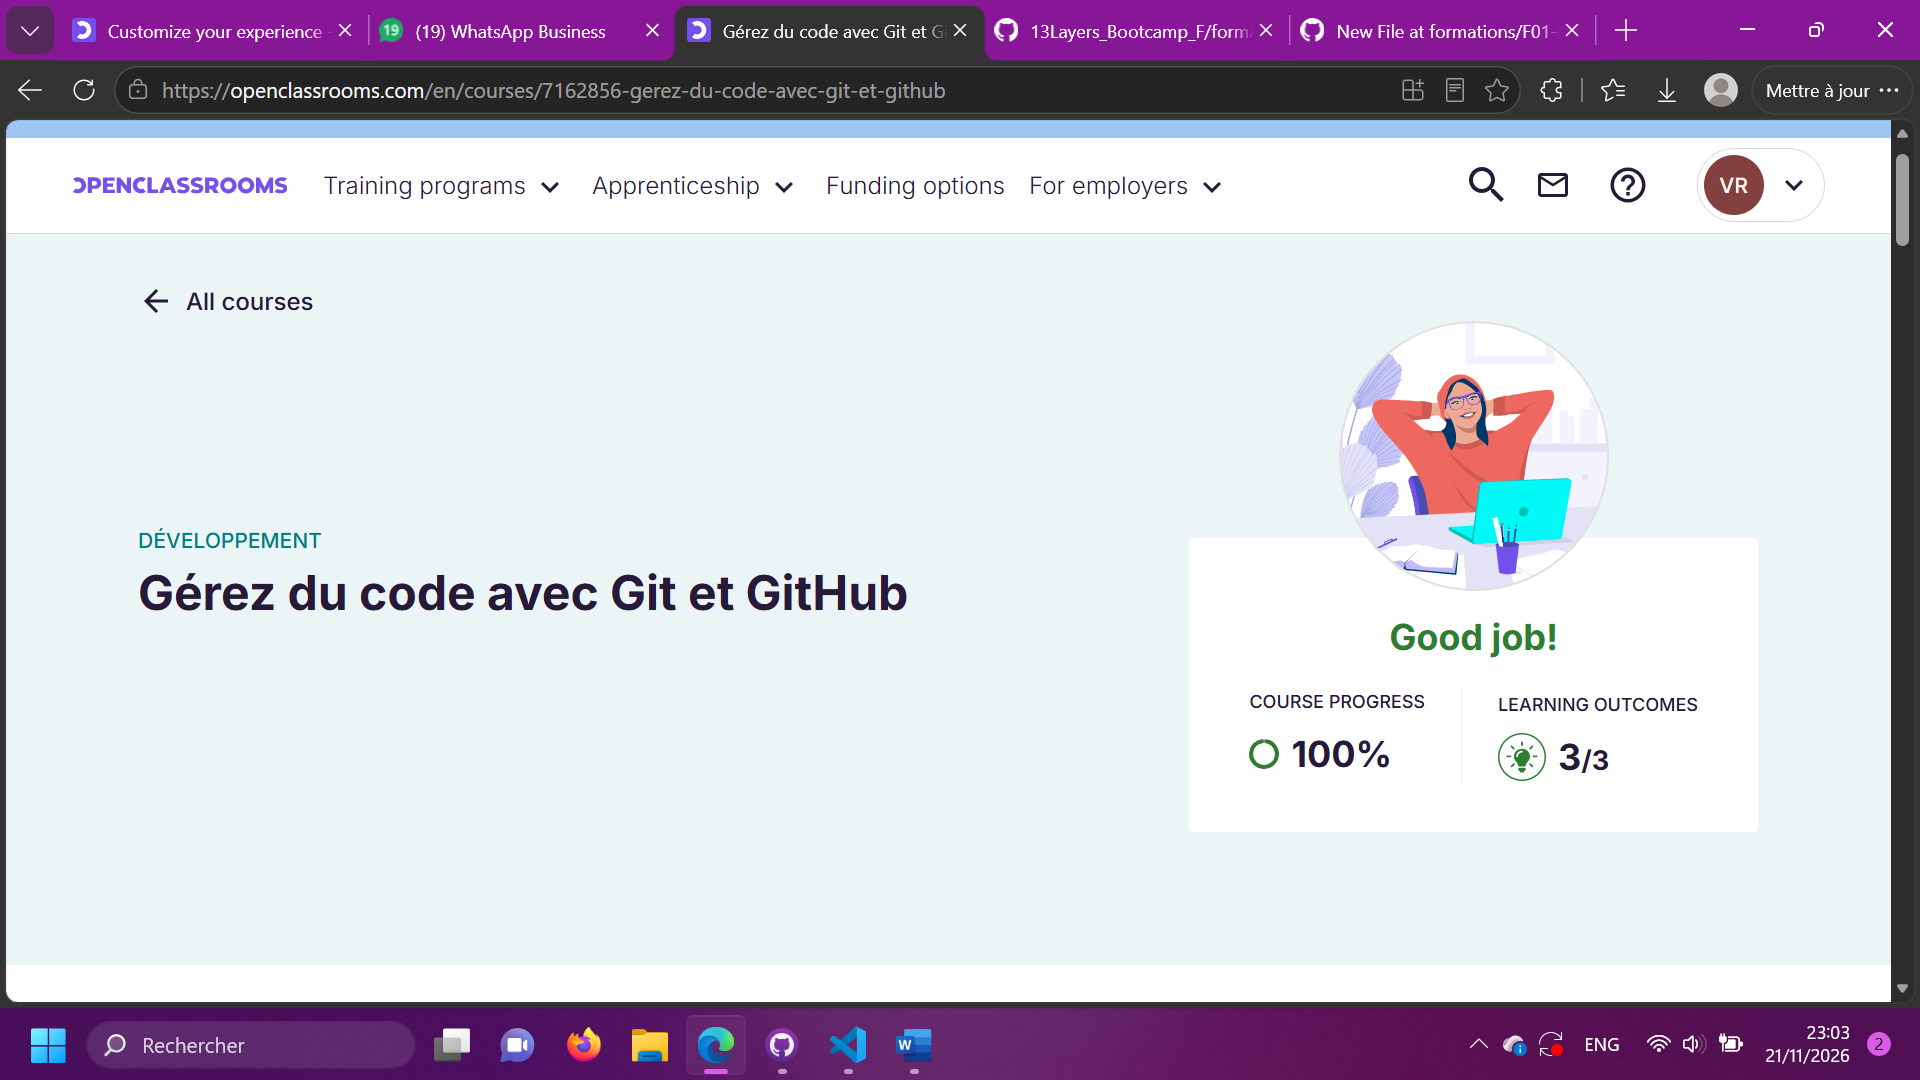 Customize your experience
19
(19) WhatsApp Business
Gérez du code avec Git et Gi
13Layers_Bootcamp_F/form
New File at formations/F01-
https://openclassrooms.com/en/courses/7162856-gerez-du-code-avec-git-et-github
Mettre à jour
OPENCLASSROOMS
Training programs
Apprenticeship
Funding options
For employers
VR
All courses
DÉVELOPPEMENT
Gérez du code avec Git et GitHub
Good job!
COURSE PROGRESS
100%
LEARNING OUTCOMES
3/3
Rechercher
ENG
23:03
21/11/2026
2